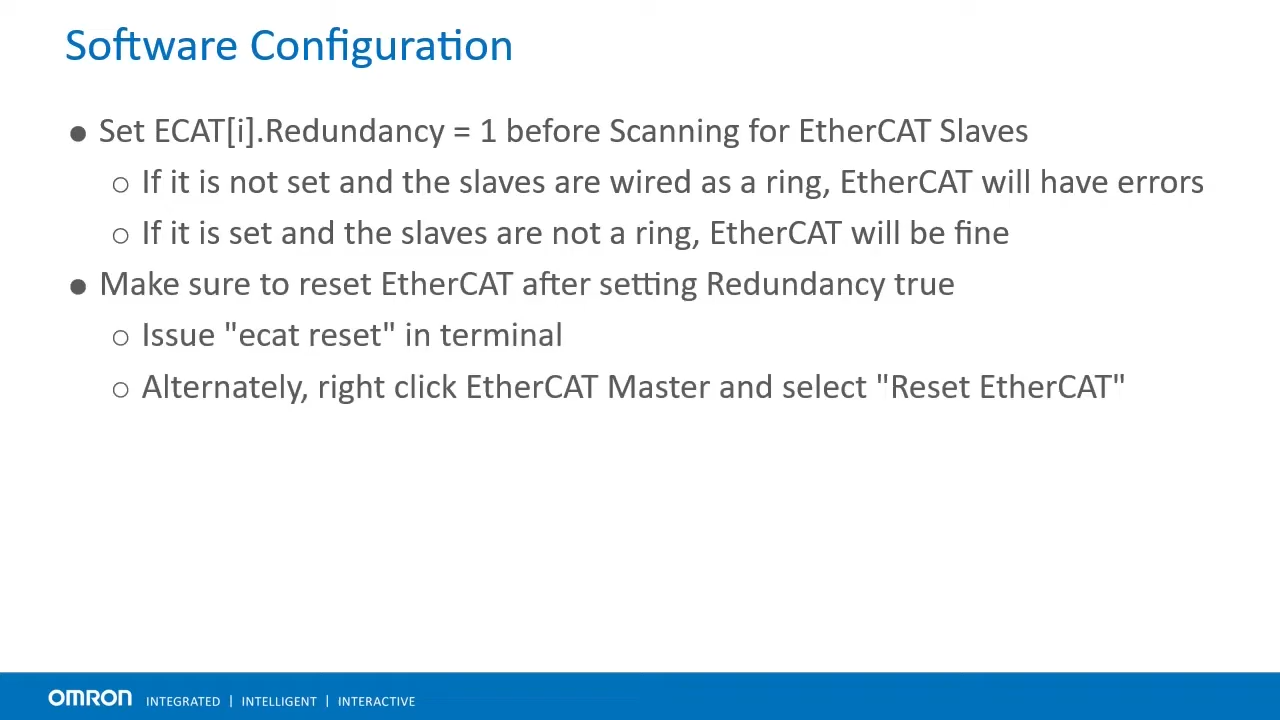 Software Configuration
● Set ECAT[i].Redundancy = 1 before Scanning for EtherCAT Slaves
○ If it is not set and the slaves are wired as a ring, EtherCAT will have errors
○ If it is set and the slaves are not a ring, EtherCAT will be fine
● Make sure to reset EtherCAT after setting Redundancy true
○ Issue "ecat reset" in terminal
○ Alternately, right click EtherCAT Master and select "Reset EtherCAT"
OMRON INTEGRATED | INTELLIGENT | INTERACTIVE